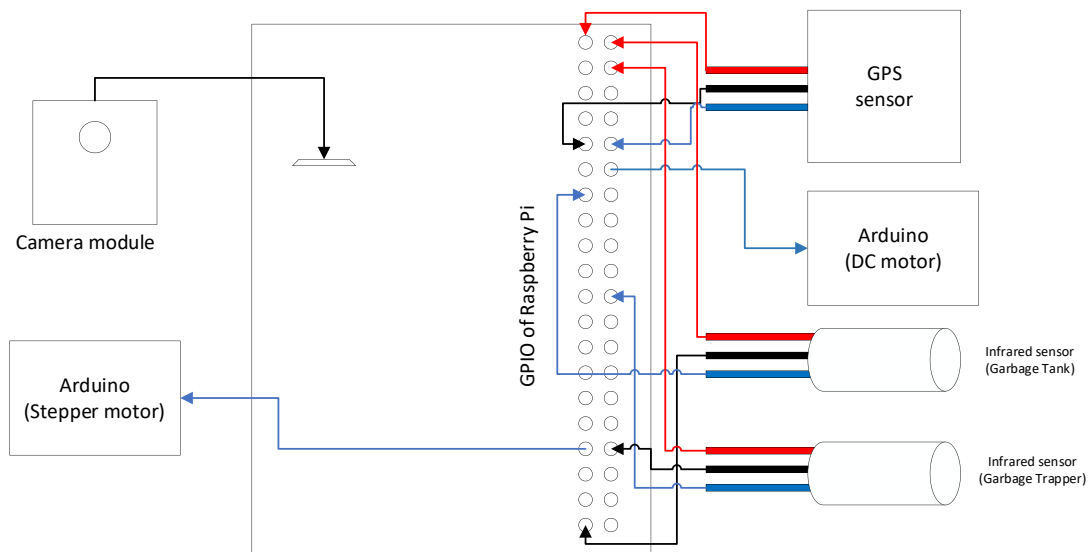 GPS
sensor
Camera module
GPIO of Raspberry Pi
Arduino
(DC motor)
Infrared sensor
(Garbage Tank)
Arduino
(Stepper motor)
Infrared sensor
(Garbage Trapper)